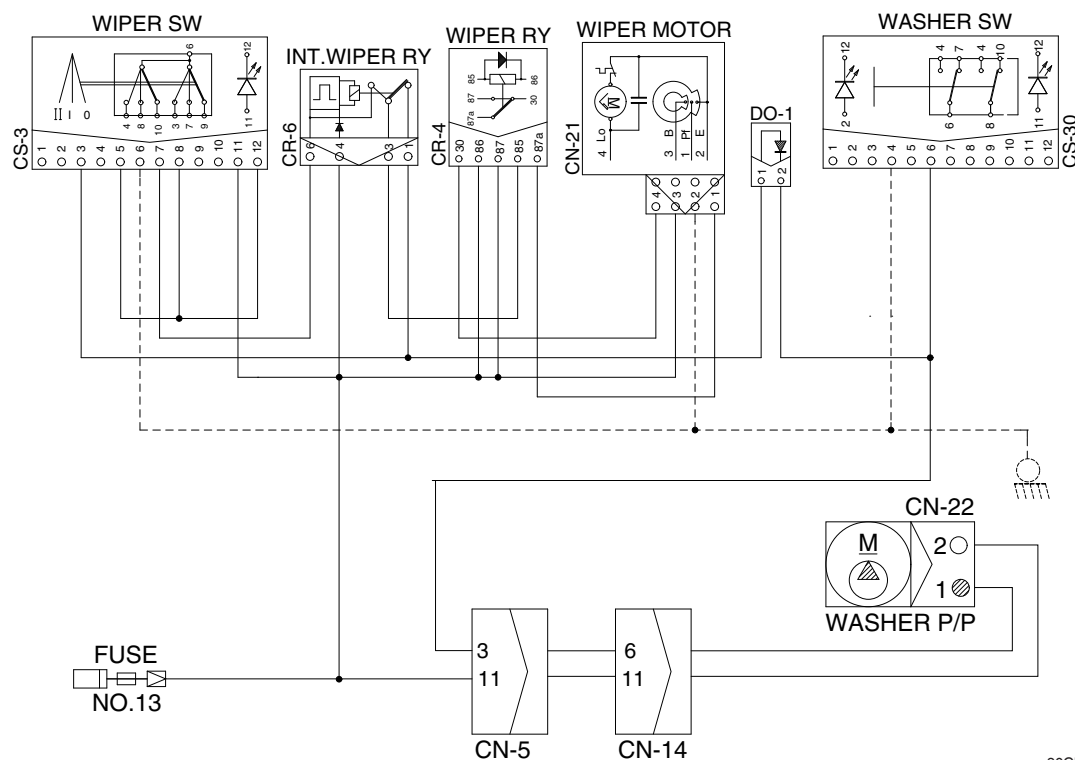 WIPER SW
INT.WIPER RY
WIPER RY
WIPER MOTOR
DO-1
WASHER SW
6
12
II I 0
4 8 10 3 7 9
11
CS-3
1 2 3 4 5 6 7 8 9 10 11 12
CR-6
6 4 3 1
85 86
87 30
87a
CR-4
30 86 87 85 87a
M
4 Lo
3 B
1 Pf
2 E
CN-21
4 3 2 1
1 2
12
4 7 4 10
12
2
6 8
11
CS-30
1 2 3 4 5 6 7 8 9 10 11 12
CN-22
M
2
1
WASHER P/P
FUSE
NO.13
3
11
CN-5
6
11
CN-14